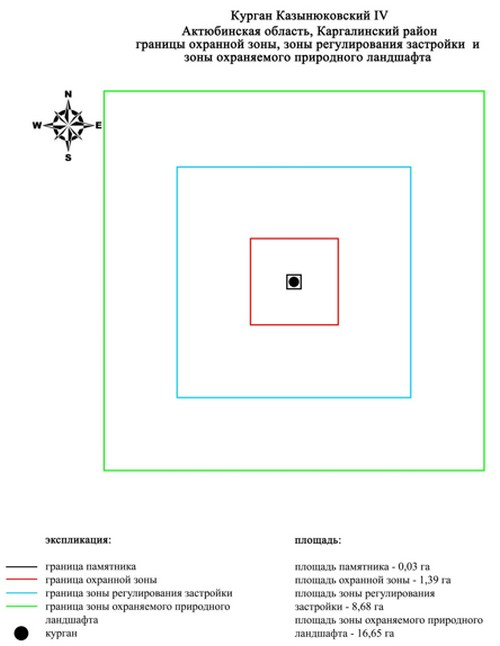 Курган Казынюковский IV
Актюбинская область, Каргалинский район
границы охранной зоны, зоны регулирования застройки и
зоны охраняемого природного ландшафта
N
W E
S
экспликация:
граница памятника
граница охранной зоны
граница зоны регулирования застройки
граница зоны охраняемого природного
ландшафта
курган
площадь:
площадь памятника - 0,03 га
площадь охранной зоны - 1,39 га
площадь зоны регулирования
застройки - 8,68 га
площадь зоны охраняемого природного
ландшафта - 16,65 га